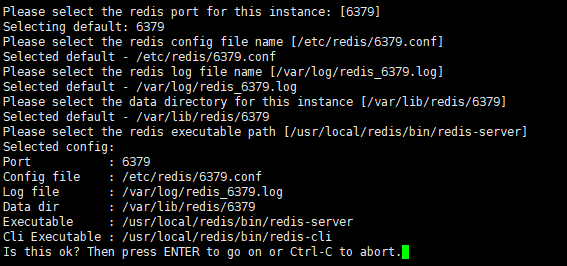 Please select the redis port for this instance: [6379]
Selecting default: 6379
Please select the redis config file name [/etc/redis/6379.conf]
Selected default - /etc/redis/6379.conf
Please select the redis log file name [/var/log/redis_6379.log]
Selected default - /var/log/redis_6379.log
Please select the data directory for this instance [/var/lib/redis/6379]
Selected default - /var/lib/redis/6379
Please select the redis executable path [/usr/local/redis/bin/redis-server]
Selected config:
Port           : 6379
Config file    : /etc/redis/6379.conf
Log file       : /var/log/redis_6379.log
Data dir       : /var/lib/redis/6379
Executable     : /usr/local/redis/bin/redis-server
Cli Executable : /usr/local/redis/bin/redis-cli
Is this ok? Then press ENTER to go on or Ctrl-C to abort.